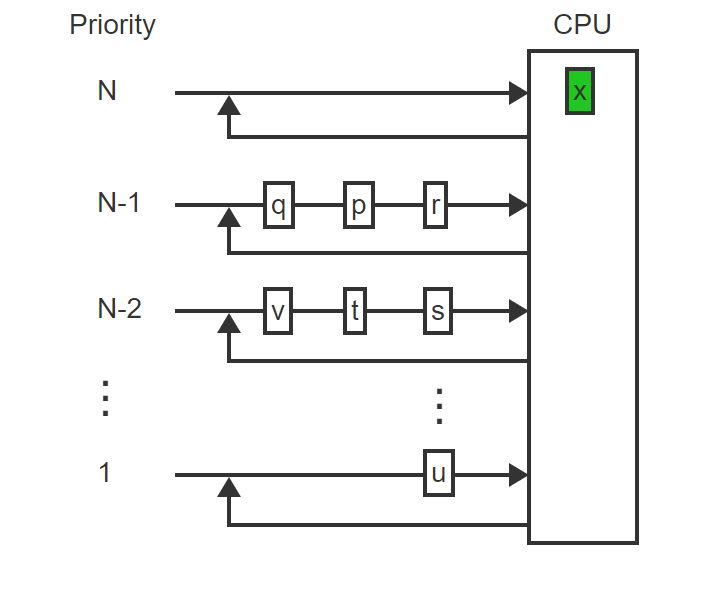 Priority CPU
N x
N-1 q p r
N-2 v t s
⋮ ⋮
1 u